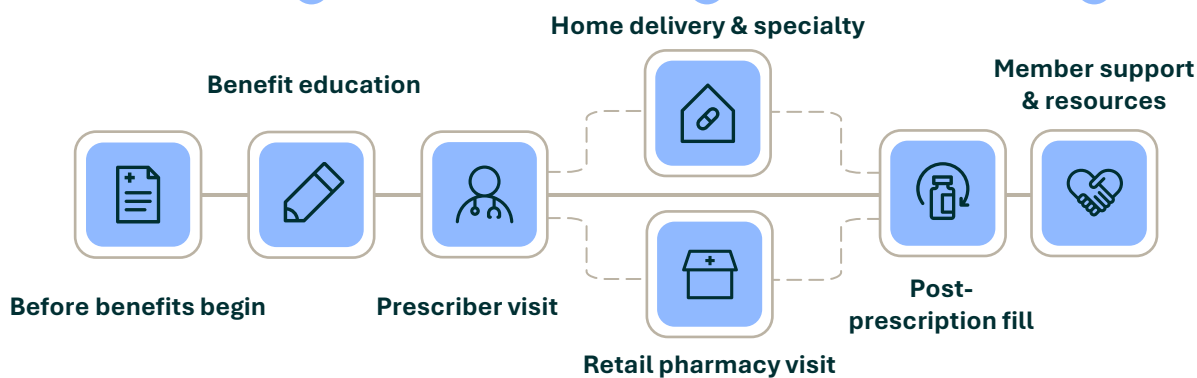 Home delivery & specialty
Benefit education
Member support
& resources
Before benefits begin
Prescriber visit
Post-
prescription fill
Retail pharmacy visit